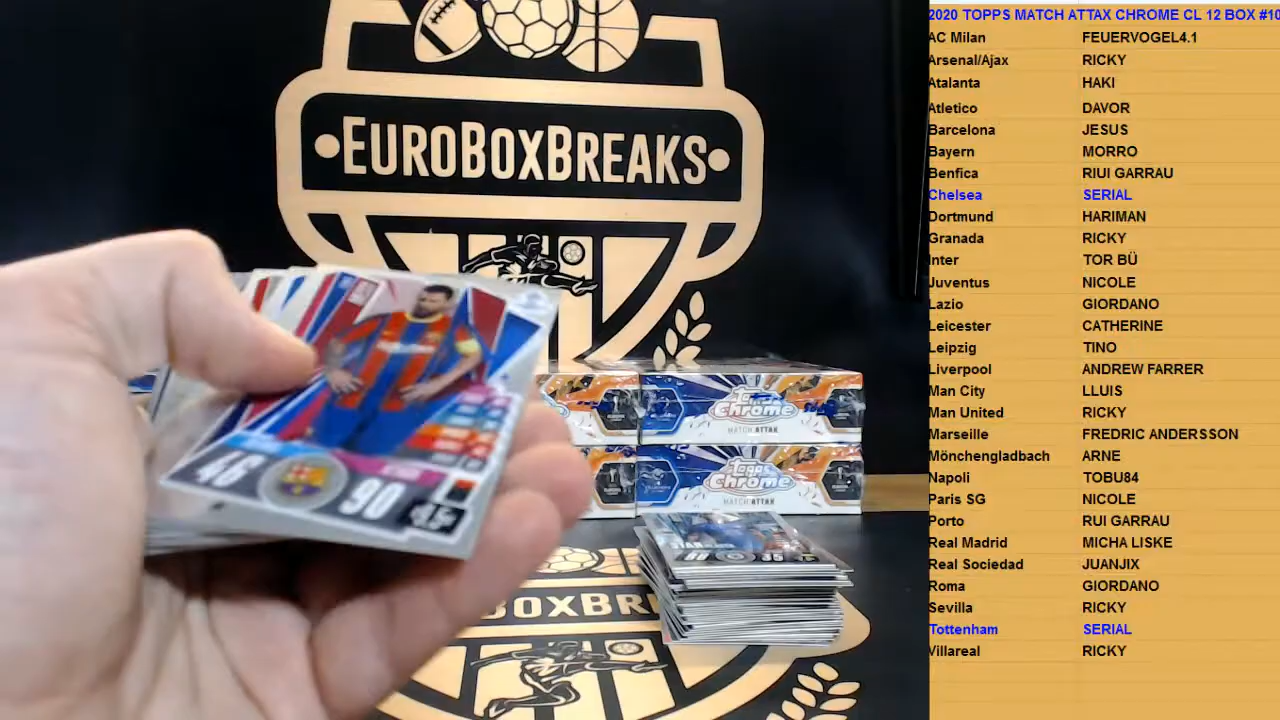 EUROBOXBREAKS
46
90
Topps
Chrome
MATCH ATTAX
Topps
Chrome
MATCH ATTAX
35
OXBR
2020 TOPPS MATCH ATTAX CHROME CL 12 BOX #10
AC Milan FEUERVOGEL4.1
Arsenal/Ajax RICKY
Atalanta HAKI
Atletico DAVOR
Barcelona JESUS
Bayern MORRO
Benfica RIUI GARRAU
Chelsea SERIAL
Dortmund HARIMAN
Granada RICKY
Inter TOR BÜ
Juventus NICOLE
Lazio GIORDANO
Leicester CATHERINE
Leipzig TINO
Liverpool ANDREW FARRER
Man City LLUIS
Man United RICKY
Marseille FREDRIC ANDERSSON
Mönchengladbach ARNE
Napoli TOBU84
Paris SG NICOLE
Porto RUI GARRAU
Real Madrid MICHA LISKE
Real Sociedad JUANJIX
Roma GIORDANO
Sevilla RICKY
Tottenham SERIAL
Villareal RICKY